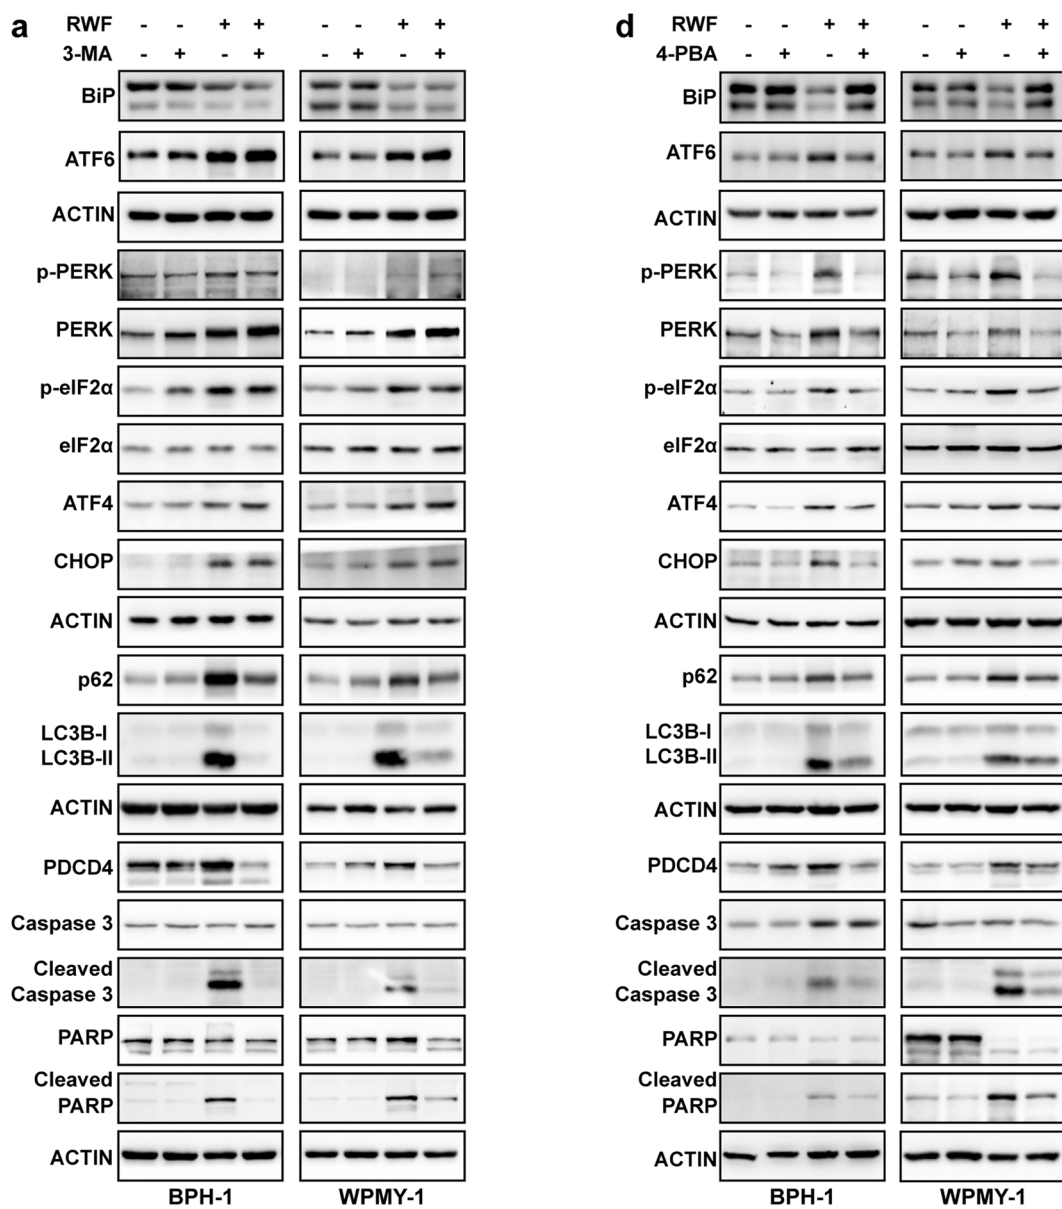 a
RWF - - + + - - + +
3-MA - + - + - + - +
BiP
ATF6
ACTIN
p-PERK
PERK
p-eIF2α
eIF2α
ATF4
CHOP
ACTIN
p62
LC3B-I
LC3B-II
ACTIN
PDCD4
Caspase 3
Cleaved
Caspase 3
PARP
Cleaved
PARP
ACTIN
BPH-1 WPMY-1
d
RWF - - + + - - + +
4-PBA - + - + - + - +
BiP
ATF6
ACTIN
p-PERK
PERK
p-eIF2α
eIF2α
ATF4
CHOP
ACTIN
p62
LC3B-I
LC3B-II
ACTIN
PDCD4
Caspase 3
Cleaved
Caspase 3
PARP
Cleaved
PARP
ACTIN
BPH-1 WPMY-1